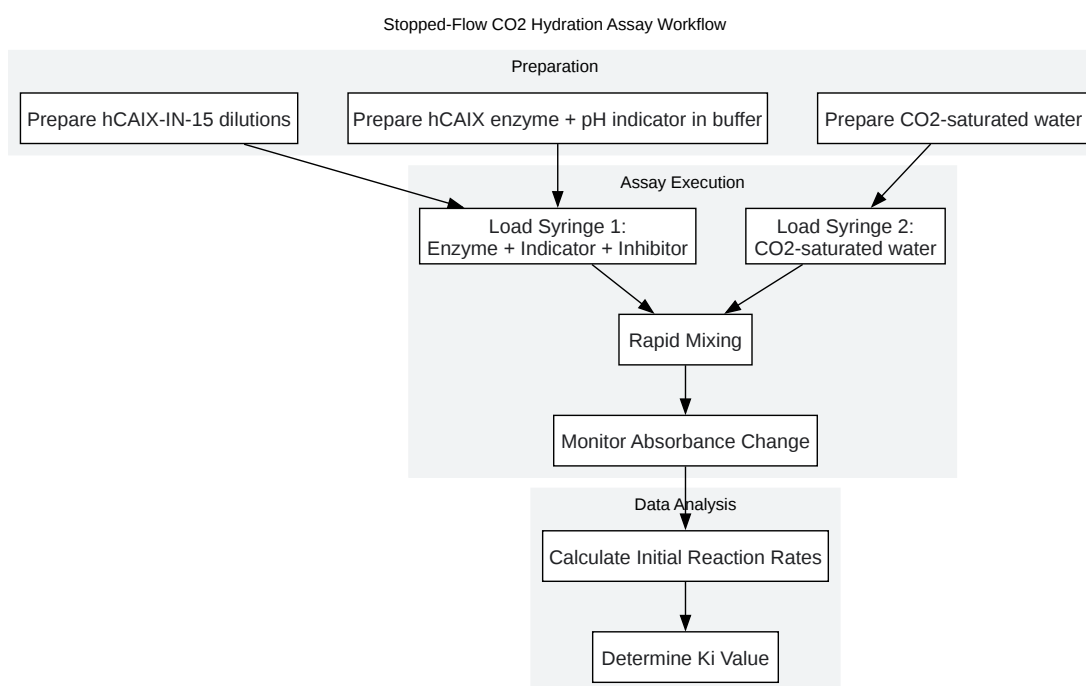 Stopped-Flow CO2 Hydration Assay Workflow
Preparation
Prepare hCAIX-IN-15 dilutions
Prepare hCAIX enzyme + pH indicator in buffer
Prepare CO2-saturated water
Assay Execution
Load Syringe 1:
Enzyme + Indicator + Inhibitor
Load Syringe 2:
CO2-saturated water
Rapid Mixing
Monitor Absorbance Change
Data Analysis
Calculate Initial Reaction Rates
Determine Ki Value